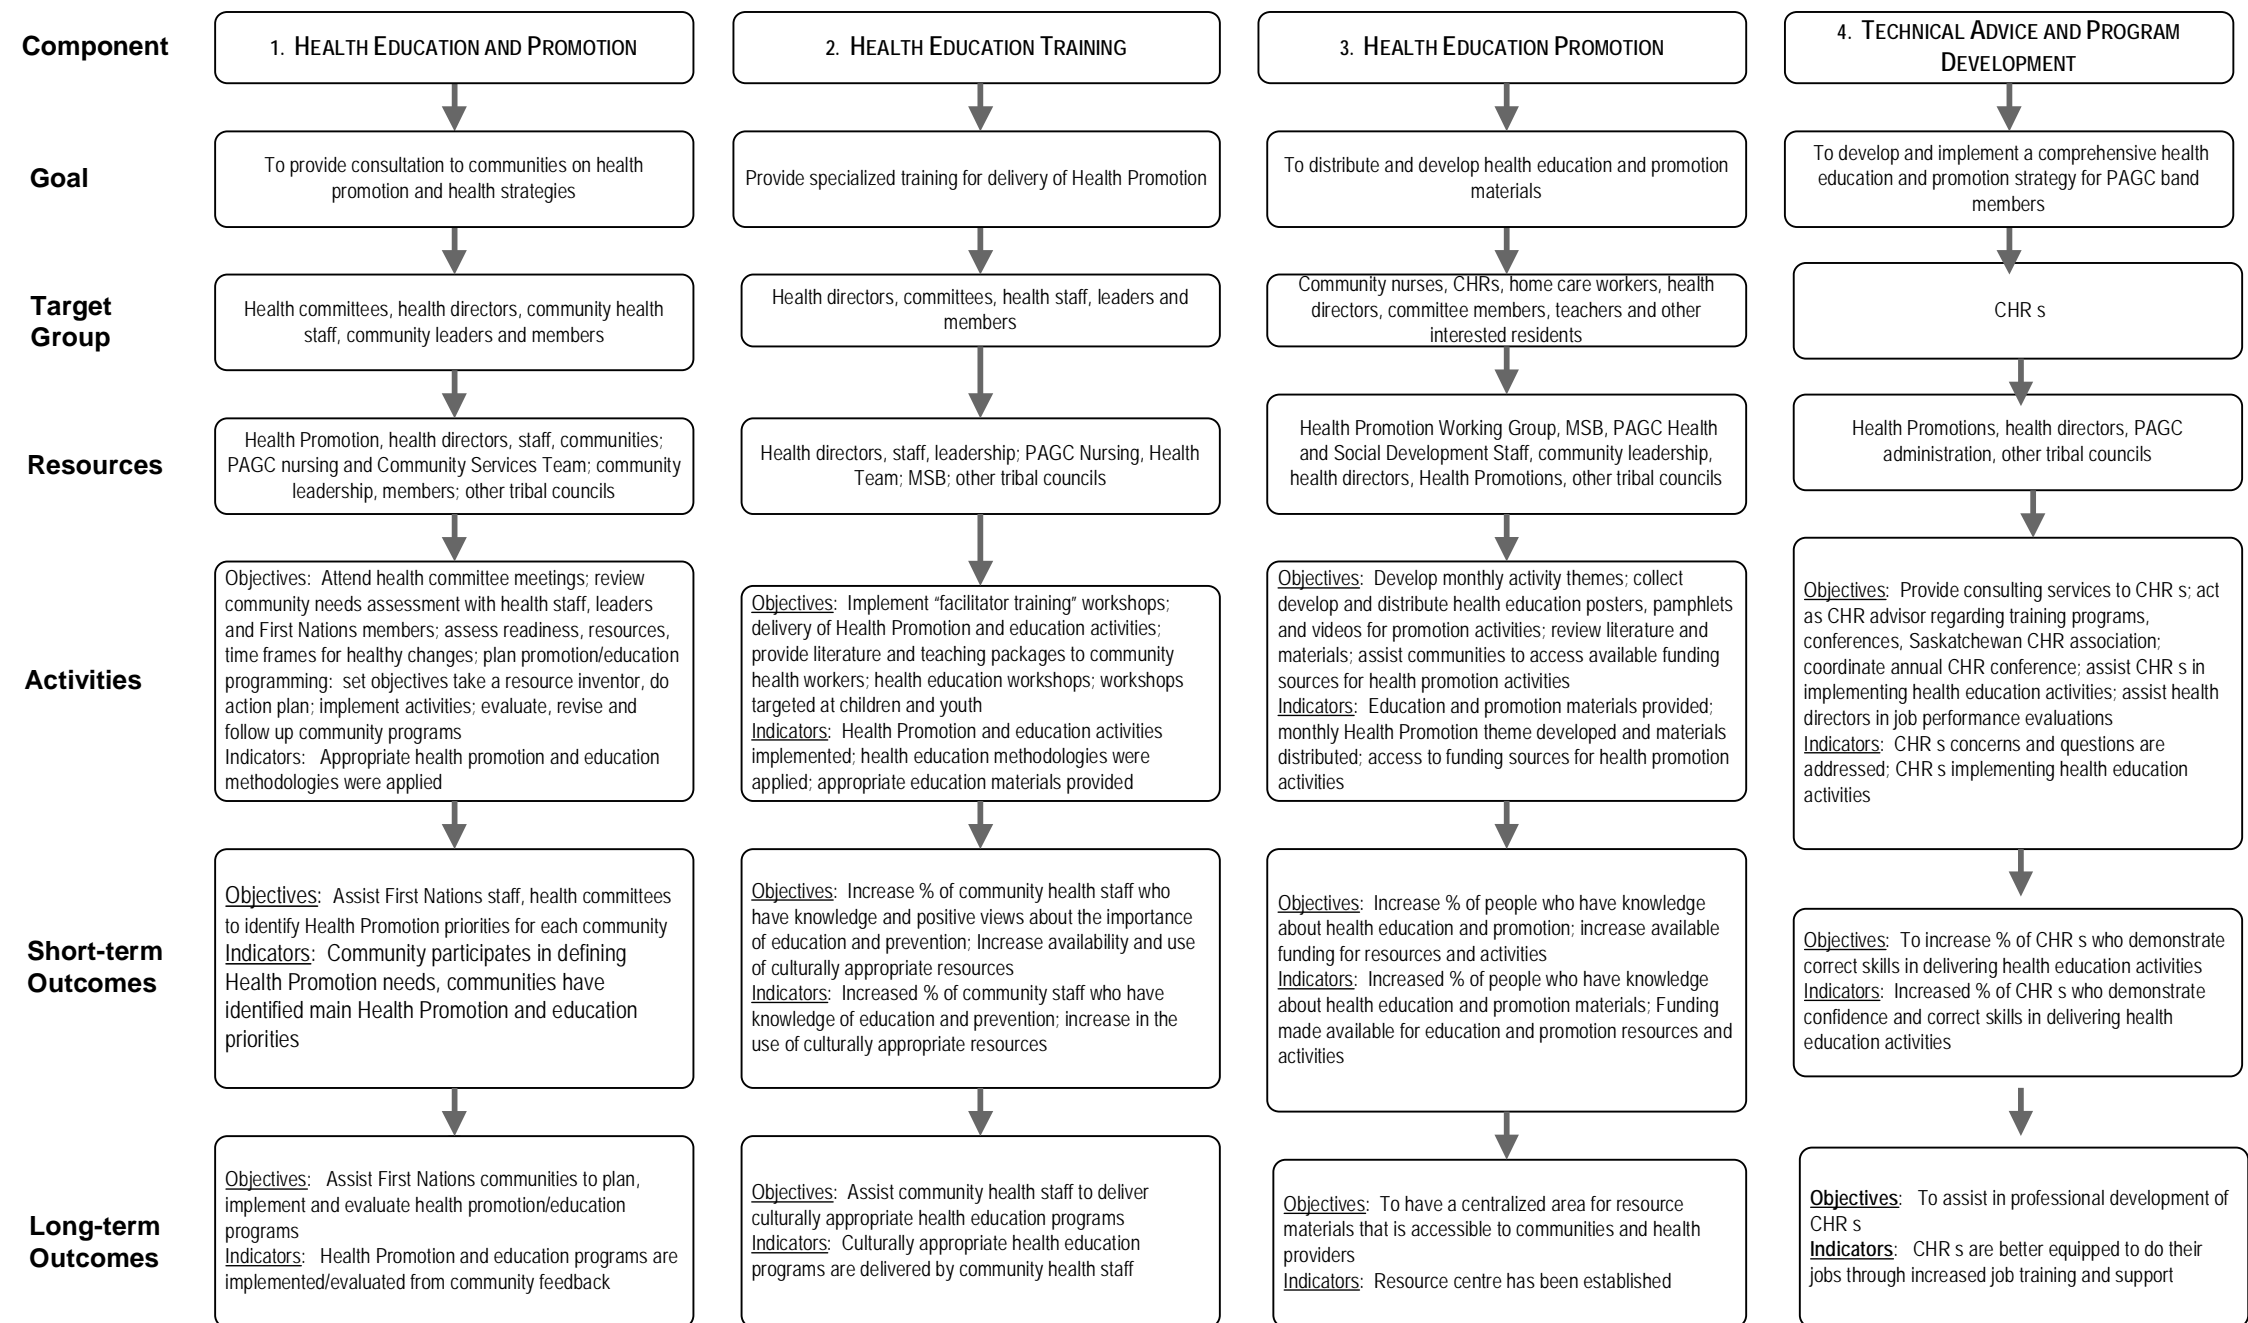 Component
1. HEALTH EDUCATION AND PROMOTION
2. HEALTH EDUCATION TRAINING
3. HEALTH EDUCATION PROMOTION
4. TECHNICAL ADVICE AND PROGRAM
DEVELOPMENT
Goal
To provide consultation to communities on health
promotion and health strategies
Provide specialized training for delivery of Health Promotion
To distribute and develop health education and promotion
materials
To develop and implement a comprehensive health
education and promotion strategy for PAGC band
members
Target
Group
Health committees, health directors, community health
staff, community leaders and members
Health directors, committees, health staff, leaders and
members
Community nurses, CHRs, home care workers, health
directors, committee members, teachers and other
interested residents
CHR s
Resources
Health Promotion, health directors, staff, communities;
PAGC nursing and Community Services Team; community
leadership, members; other tribal councils
Health directors, staff, leadership; PAGC Nursing, Health
Team; MSB; other tribal councils
Health Promotion Working Group, MSB, PAGC Health
and Social Development Staff, community leadership,
health directors, Health Promotions, other tribal councils
Health Promotions, health directors, PAGC
administration, other tribal councils
Activities
Objectives: Attend health committee meetings; review
community needs assessment with health staff, leaders
and First Nations members; assess readiness, resources,
time frames for healthy changes; plan promotion/education
programming: set objectives take a resource inventor, do
action plan; implement activities; evaluate, revise and
follow up community programs
Indicators: Appropriate health promotion and education
methodologies were applied
Objectives: Implement “facilitator training” workshops;
delivery of Health Promotion and education activities;
provide literature and teaching packages to community
health workers; health education workshops; workshops
targeted at children and youth
Indicators: Health Promotion and education activities
implemented; health education methodologies were
applied; appropriate education materials provided
Objectives: Develop monthly activity themes; collect
develop and distribute health education posters, pamphlets
and videos for promotion activities; review literature and
materials; assist communities to access available funding
sources for health promotion activities
Indicators: Education and promotion materials provided;
monthly Health Promotion theme developed and materials
distributed; access to funding sources for health promotion
activities
Objectives: Provide consulting services to CHR s; act
as CHR advisor regarding training programs,
conferences, Saskatchewan CHR association;
coordinate annual CHR conference; assist CHR s in
implementing health education activities; assist health
directors in job performance evaluations
Indicators: CHR s concerns and questions are
addressed; CHR s implementing health education
activities
Short-term
Outcomes
Objectives: Assist First Nations staff, health committees
to identify Health Promotion priorities for each community
Indicators: Community participates in defining
Health Promotion needs, communities have
identified main Health Promotion and education
priorities
Objectives: Increase % of community health staff who
have knowledge and positive views about the importance
of education and prevention; Increase availability and use
of culturally appropriate resources
Indicators: Increased % of community staff who have
knowledge of education and prevention; increase in the
use of culturally appropriate resources
Objectives: Increase % of people who have knowledge
about health education and promotion; increase available
funding for resources and activities
Indicators: Increased % of people who have knowledge
about health education and promotion materials; Funding
made available for education and promotion resources and
activities
Objectives: To increase % of CHR s who demonstrate
correct skills in delivering health education activities
Indicators: Increased % of CHR s who demonstrate
confidence and correct skills in delivering health
education activities
Long-term
Outcomes
Objectives: Assist First Nations communities to plan,
implement and evaluate health promotion/education
programs
Indicators: Health Promotion and education programs are
implemented/evaluated from community feedback
Objectives: Assist community health staff to deliver
culturally appropriate health education programs
Indicators: Culturally appropriate health education
programs are delivered by community health staff
Objectives: To have a centralized area for resource
materials that is accessible to communities and health
providers
Indicators: Resource centre has been established
Objectives: To assist in professional development of
CHR s
Indicators: CHR s are better equipped to do their
jobs through increased job training and support